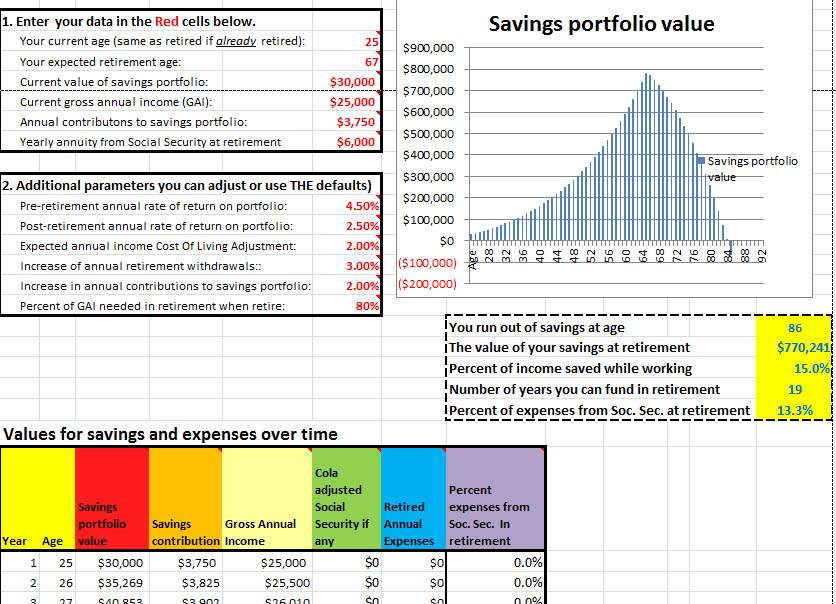 1. Enter your data in the Red cells below.
Your current age (same as retired if already retired): 25
Your expected retirement age: 67
Current value of savings portfolio: $30,000
Current gross annual income (GAI): $25,000
Annual contributons to savings portfolio: $3,750
Yearly annuity from Social Security at retirement $6,000
2. Additional parameters you can adjust or use THE defaults)
Pre-retirement annual rate of return on portfolio: 4.50%
Post-retirement annual rate of return on portfolio: 2.50%
Expected annual income Cost Of Living Adjustment: 2.00%
Increase of annual retirement withdrawals:: 3.00%
Increase in annual contributions to savings portfolio: 2.00%
Percent of GAI needed in retirement when retire: 80%
Savings portfolio value
$900,000
$800,000
$700,000
$600,000
$500,000
$400,000
$300,000
$200,000
$100,000
$0
($100,000)
($200,000)
Age 28 32 36 40 44 48 52 56 60 64 68 72 76 80 84 88 92
Savings portfolio
value
You run out of savings at age 86
The value of your savings at retirement $770,241
Percent of income saved while working 15.0%
Number of years you can fund in retirement 19
Percent of expenses from Soc. Sec. at retirement 13.3%
Values for savings and expenses over time
Year
Age
Savings
portfolio
value
Savings
contribution
Gross Annual
Income
Cola
adjusted
Social
Security if
any
Retired
Annual
Expenses
Percent
expenses from
Soc. Sec. In
retirement
1 25 $30,000 $3,750 $25,000 $0 $0 0.0%
2 26 $35,269 $3,825 $25,500 $0 $0 0.0%
3 27 $40,853 $3,902 $26,010 $0 $0 0.0%